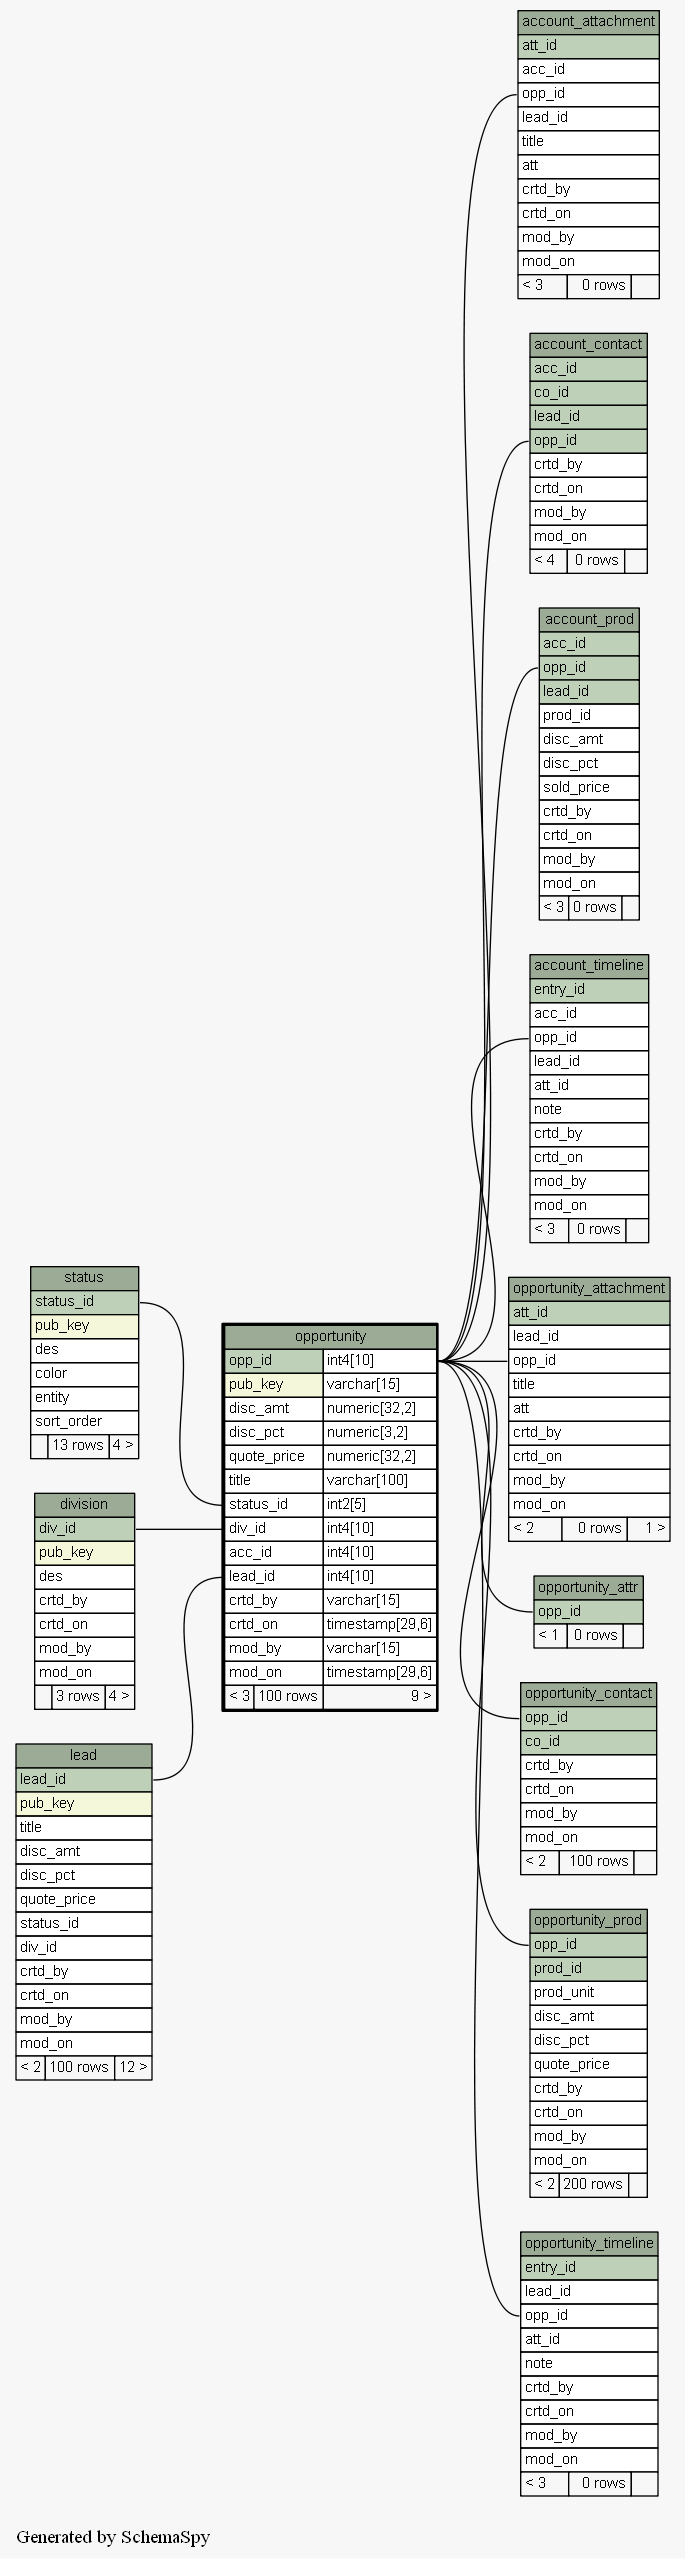 account_attachment
att_id
acc_id
opp_id
lead_id
title
att
crtd_by
crtd_on
mod_by
mod_on
< 3 0 rows
account_contact
acc_id
co_id
lead_id
opp_id
crtd_by
crtd_on
mod_by
mod_on
< 4 0 rows
account_prod
acc_id
opp_id
lead_id
prod_id
disc_amt
disc_pct
sold_price
crtd_by
crtd_on
mod_by
mod_on
< 3 0 rows
account_timeline
entry_id
acc_id
opp_id
lead_id
att_id
note
crtd_by
crtd_on
mod_by
mod_on
< 3 0 rows
status
status_id
pub_key
des
color
entity
sort_order
13 rows 4 >
division
div_id
pub_key
des
crtd_by
crtd_on
mod_by
mod_on
3 rows 4 >
lead
lead_id
pub_key
title
disc_amt
disc_pct
quote_price
status_id
div_id
crtd_by
crtd_on
mod_by
mod_on
< 2 100 rows 12 >
opportunity
opp_id int4[10]
pub_key varchar[15]
disc_amt numeric[32,2]
disc_pct numeric[3,2]
quote_price numeric[32,2]
title varchar[100]
status_id int2[5]
div_id int4[10]
acc_id int4[10]
lead_id int4[10]
crtd_by varchar[15]
crtd_on timestamp[29,6]
mod_by varchar[15]
mod_on timestamp[29,6]
< 3 100 rows 9 >
opportunity_attachment
att_id
lead_id
opp_id
title
att
crtd_by
crtd_on
mod_by
mod_on
< 2 0 rows 1 >
opportunity_attr
opp_id
< 1 0 rows
opportunity_contact
opp_id
co_id
crtd_by
crtd_on
mod_by
mod_on
< 2 100 rows
opportunity_prod
opp_id
prod_id
prod_unit
disc_amt
disc_pct
quote_price
crtd_by
crtd_on
mod_by
mod_on
< 2 200 rows
opportunity_timeline
entry_id
lead_id
opp_id
att_id
note
crtd_by
crtd_on
mod_by
mod_on
< 3 0 rows
Generated by SchemaSpy